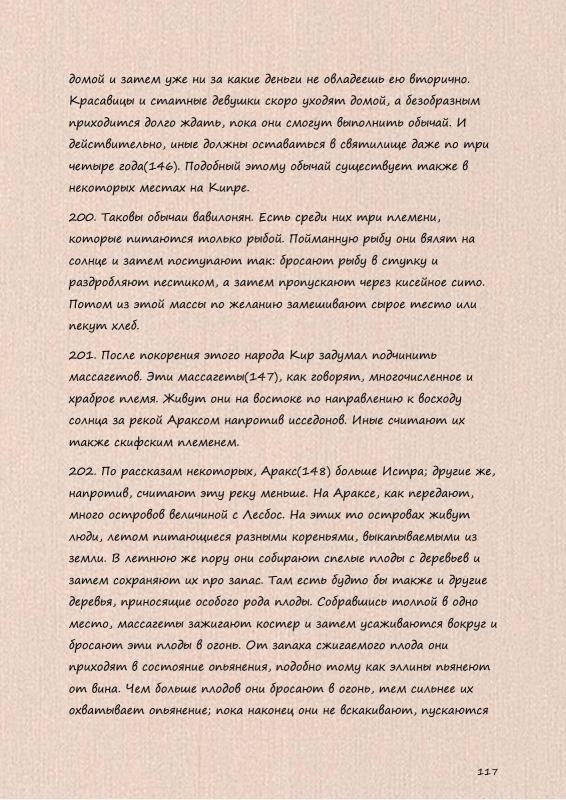 домой и затем уже ни за какие деньги не овладеешь ею вторично.
Красавицы и статные девушки скоро уходят домой, а безобразным
приходится долго ждать, пока они смогут выполнить обычай. И
действительно, иные должны оставаться в святилище даже по три
четыре года(146). Подобный этому обычай существует также в
некоторых местах на Кипре.
200. Таковы обычаи вавилонян. Есть среди них три племени,
которые питаются только рыбой. Пойманную рыбу они вялят на
солнце и затем поступают так: бросают рыбу в ступку и
раздробляют пестиком, а затем пропускают через кисейное сито.
Потом из этой массы по желанию замешивают сырое тесто или
пекут хлеб.
201. После покорения этого народа Кир задумал подчинить
массагетов. Эти массагеты(147), как говорят, многочисленное и
храброе племя. Живут они на востоке по направлению к восходу
солнца за рекой Араксом напротив исседонов. Иные считают их
также скифским племенем.
202. По рассказам некоторых, Аракс(148) больше Истра; другие же,
напротив, считают эту реку меньше. На Араксе, как передают,
много островов величиной с Лесбос. На этих то островах живут
люди, летом питающиеся разными кореньями, выкапываемыми из
земли. В летнюю же пору они собирают спелые плоды с деревьев и
затем сохраняют их про запас. Там есть будто бы также и другие
деревья, приносящие особого рода плоды. Собравшись толпой в одно
место, массагеты зажигают костер и затем усаживаются вокруг и
бросают эти плоды в огонь. От запаха сжигаемого плода они
приходят в состояние опьянения, подобно тому как эллины пьянеют
от вина. Чем больше плодов они бросают в огонь, тем сильнее их
охватывает опьянение; пока наконец они не вскакивают, пускаются
117